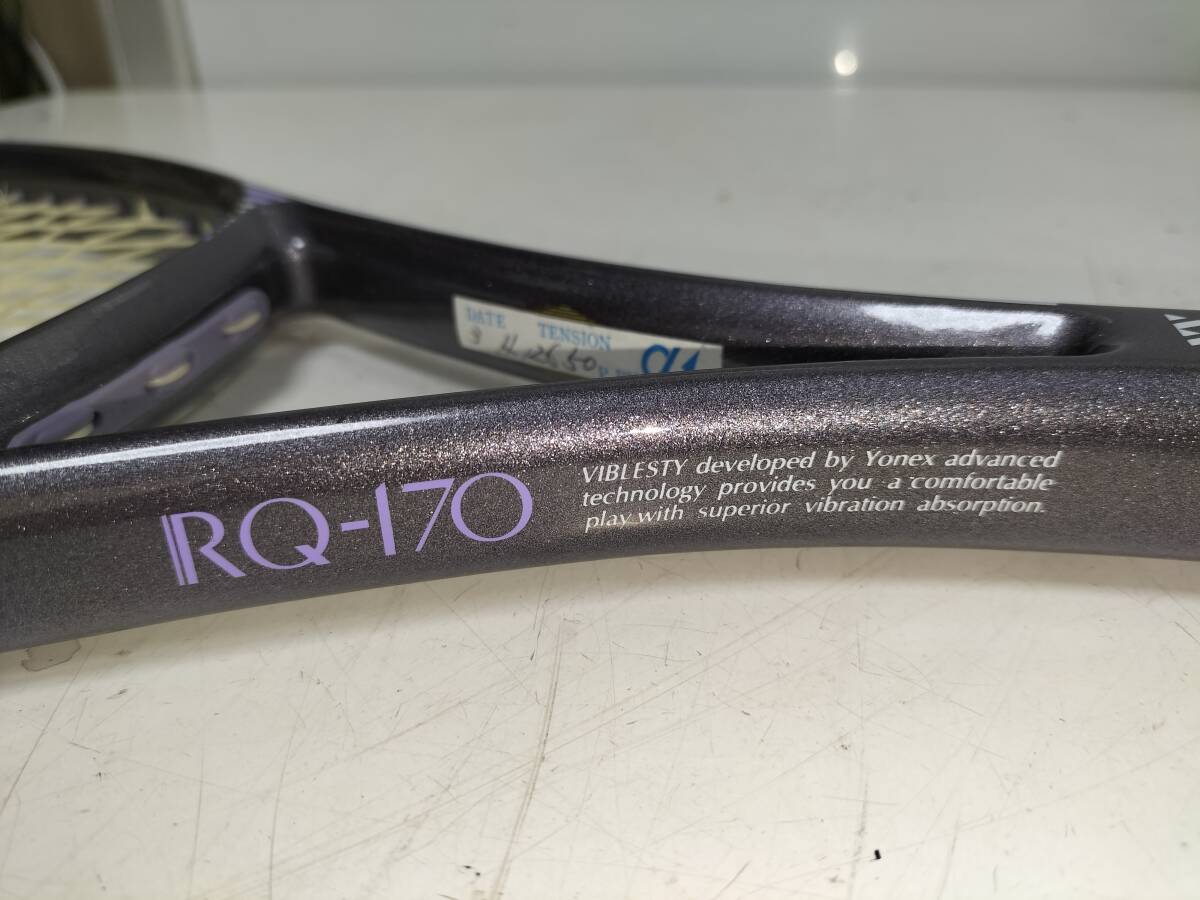 DATE TENSION
RQ-170
VIBLESTY developed by Yonex advanced
technology provides you a comfortable
play with superior vibration absorption.